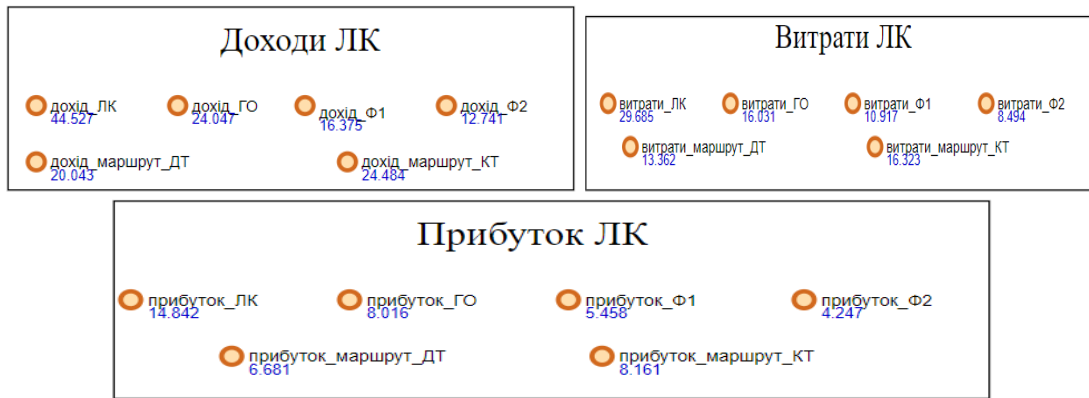 Доходи ЛК
дохід_ЛК
44.527
дохід_ГО
24.047
дохід_Ф1
16.375
дохід_Ф2
12.741
дохід_маршрут_ДТ
20.043
дохід_маршрут_КТ
24.484
Витрати ЛК
витрати_ЛК
29.685
витрати_ГО
16.031
витрати_Ф1
10.917
витрати_Ф2
8.494
витрати_маршрут_ДТ
13.362
витрати_маршрут_КТ
16.323
Прибуток ЛК
прибуток_ЛК
14.842
прибуток_ГО
8.016
прибуток_Ф1
5.458
прибуток_Ф2
4.247
прибуток_маршрут_ДТ
6.681
прибуток_маршрут_КТ
8.161